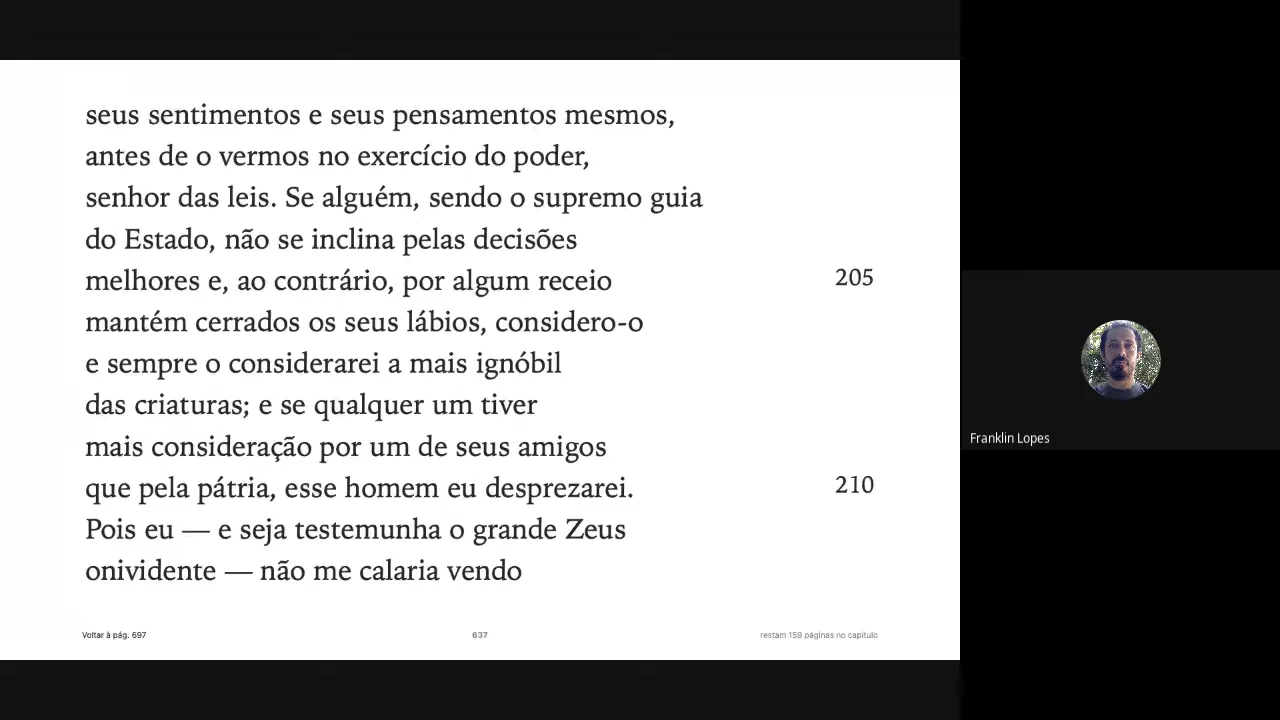 seus sentimentos e seus pensamentos mesmos,
antes de o vermos no exercício do poder,
senhor das leis. Se alguém, sendo o supremo guia
do Estado, não se inclina pelas decisões
melhores e, ao contrário, por algum receio
205
mantém cerrados os seus lábios, considero-o
e sempre o considerarei a mais ignóbil
das criaturas; e se qualquer um tiver
mais consideração por um de seus amigos
que pela pátria, esse homem eu desprezarei.
210
Pois eu — e seja testemunha o grande Zeus
onividente — não me calaria vendo
Voltar à pág. 697
637
restam 159 páginas no capítulo
Franklin Lopes